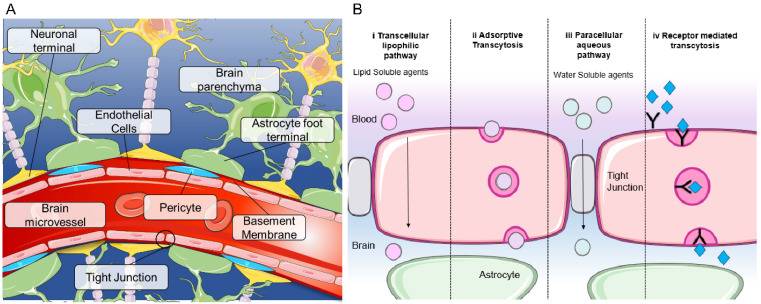 A
Neuronal
terminal
Brain
parenchyma
Endothelial
Cells
Astrocyte foot
terminal
Brain
microvessel
Pericyte
Basement
Membrane
Tight Junction
B
i Transcellular
lipophilic
pathway
ii Adsorptive
Transcytosis
iii Paracellular
aqueous
pathway
iv Receptor mediated
transcytosis
Lipid Soluble agents
Water Soluble agents
Blood
Tight
Junction
Brain
Astrocyte